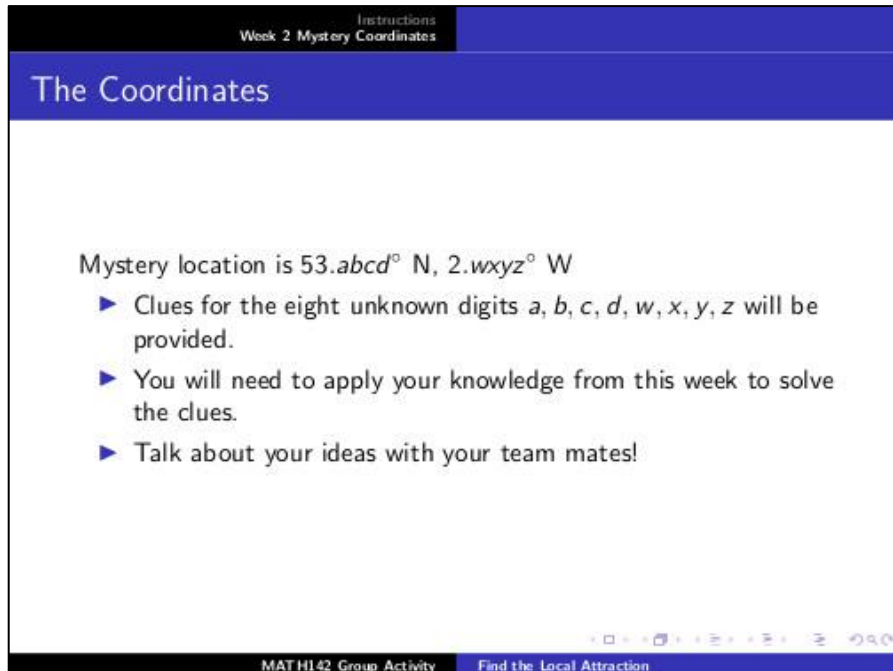 Instructions
Week 2 Mystery Coordinates
The Coordinates
Mystery location is 53.abcd° N, 2.wxyz° W
▶ Clues for the eight unknown digits a, b, c, d, w, x, y, z will be
provided.
▶ You will need to apply your knowledge from this week to solve
the clues.
▶ Talk about your ideas with your team mates!
MATH142 Group Activity
Find the Local Attraction